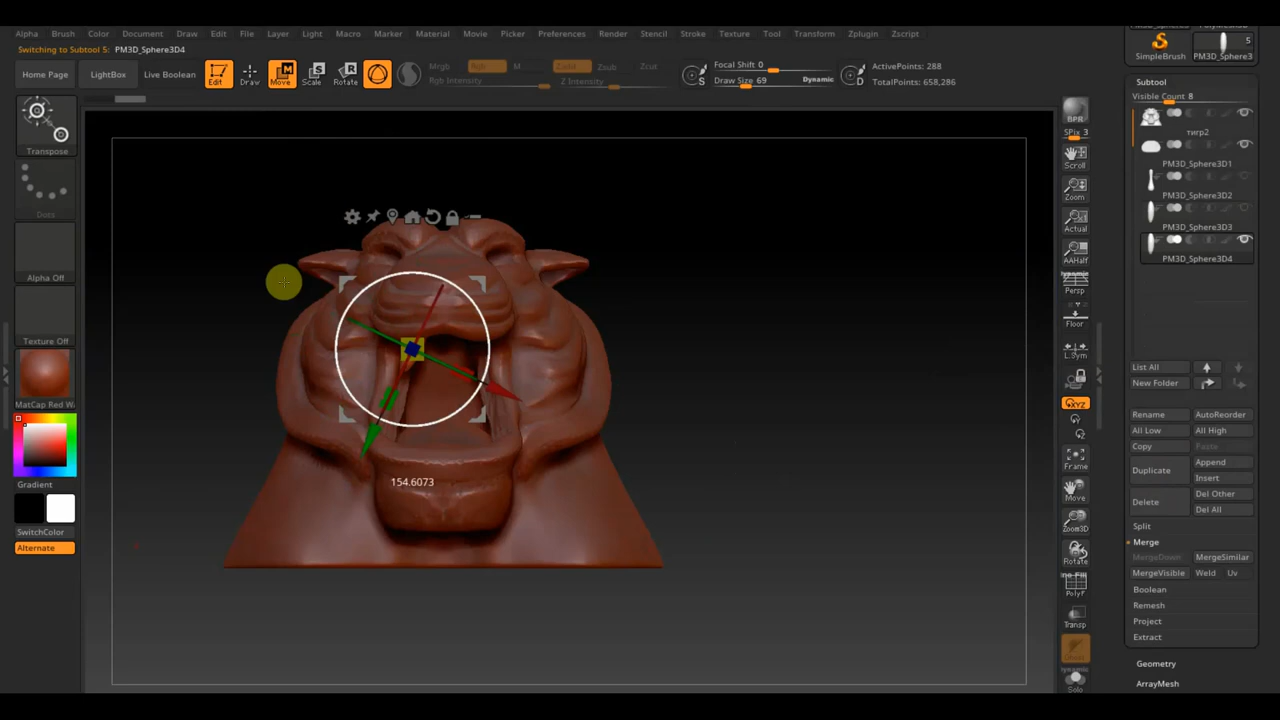 Alpha Brush Color Document Draw Edit File Layer Light Macro Marker Material Movie Picker Preferences Render Stencil Stroke Texture Tool Transform Zplugin Zscript
Switching to Subtool 5: PM3D_Sphere3D4
Home Page LightBox Live Boolean Edit Draw Move Scale Rotate
Mrgb Rgb M Zadd Zsub Zcut
Rgb Intensity Z Intensity
Focal Shift 0
Draw Size 69 Dynamic
ActivePoints: 288
TotalPoints: 658,286
SimpleBrush PM3D_Sphere3
5
Transpose
Dots
Alpha Off
Texture Off
MatCap Red W
Gradient
SwitchColor
Alternate
154.6073
BPR
SPix 3
Scroll
Zoom
Actual
AAHalf
Dynamic
Persp
Floor
L.Sym
XYZ
Frame
Move
Zoom3D
Rotate
Line Fill
PolyF
Transp
Dynamic
Solo
Subtool
Visible Count 8
тигр2
PM3D_Sphere3D1
PM3D_Sphere3D2
PM3D_Sphere3D3
PM3D_Sphere3D4
List All
New Folder
Rename AutoReorder
All Low All High
Copy Paste
Duplicate Append
Insert
Delete Del Other
Del All
Split
Merge
MergeDown MergeSimilar
MergeVisible Weld Uv
Boolean
Remesh
Project
Extract
Geometry
ArrayMesh